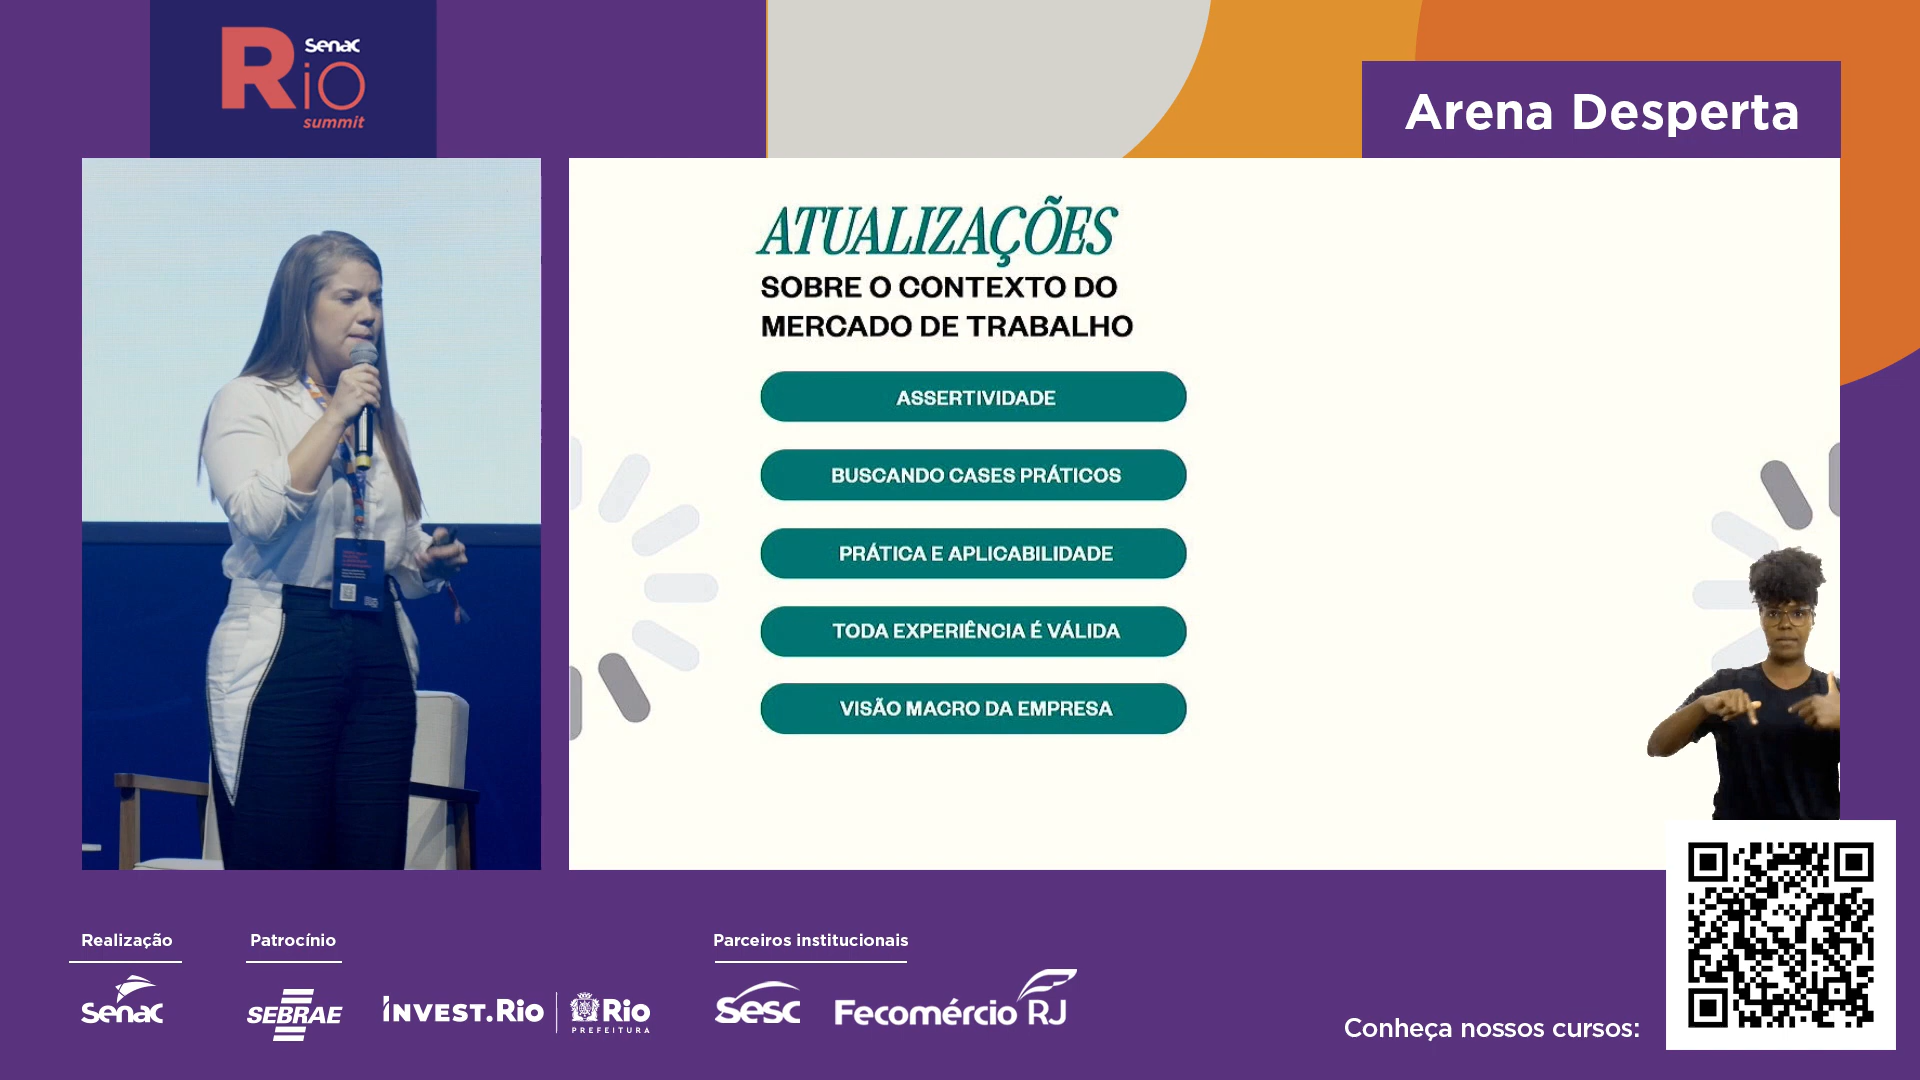 Senac
Rio
summit
Arena Desperta
ATUALIZAÇÕES
SOBRE O CONTEXTO DO
MERCADO DE TRABALHO
ASSERTIVIDADE
BUSCANDO CASES PRÁTICOS
PRÁTICA E APLICABILIDADE
TODA EXPERIÊNCIA É VÁLIDA
VISÃO MACRO DA EMPRESA
Realização
Patrocínio
Parceiros institucionais
Senac
SEBRAE
INVEST.Rio
Rio
PREFEITURA
Sesc
Fecomércio RJ
Conheça nossos cursos: